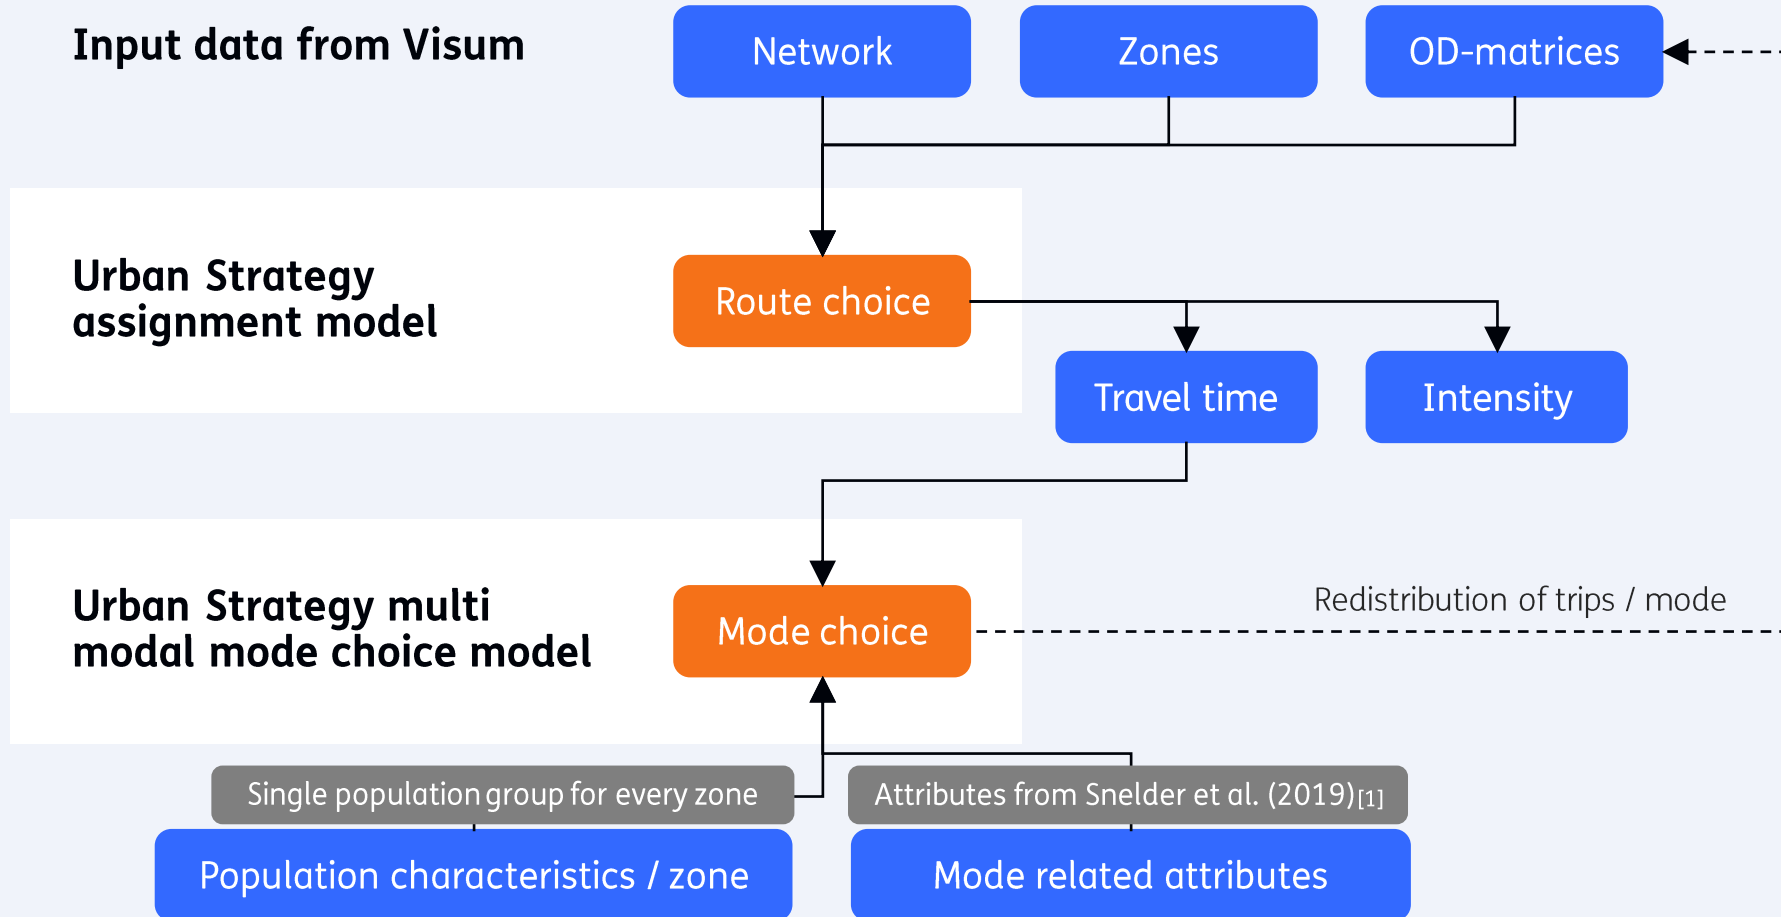 Input data from Visum
Network
Zones
OD-matrices
Urban Strategy
assignment model
Route choice
Travel time
Intensity
Urban Strategy multi
modal mode choice model
Mode choice
Redistribution of trips / mode
Single population group for every zone
Attributes from Snelder et al. (2019)[1]
Population characteristics / zone
Mode related attributes